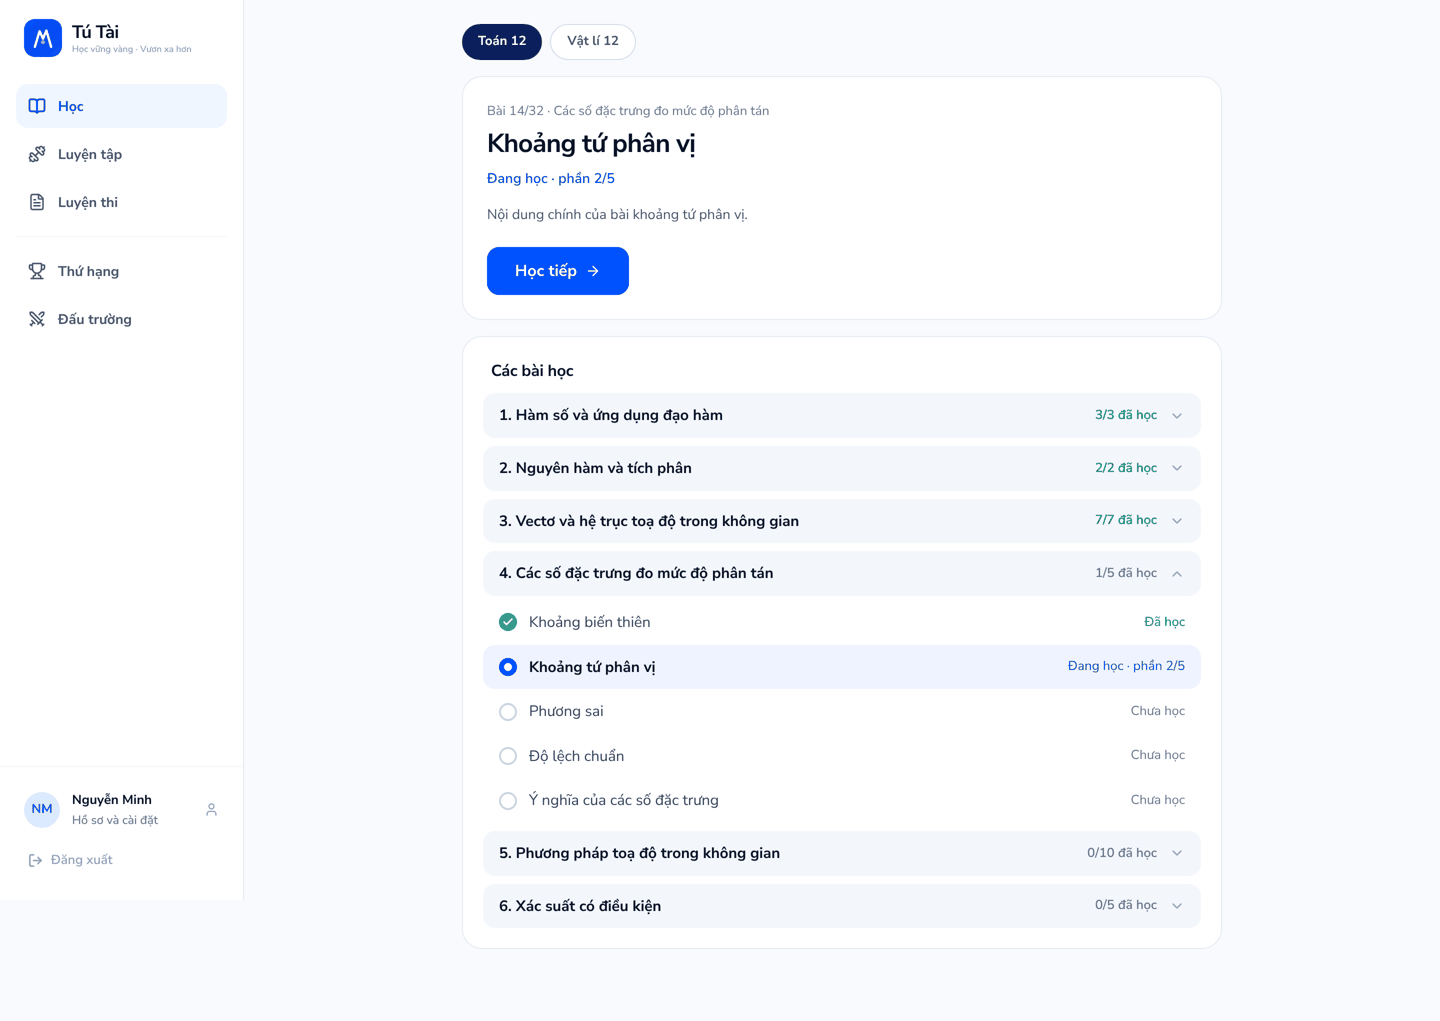 Tú Tài
Học vững vàng · Vươn xa hơn
Học
Luyện tập
Luyện thi
Thứ hạng
Đấu trường
NM
Nguyễn Minh
Hồ sơ và cài đặt
Đăng xuất
Toán 12
Vật lí 12
Bài 14/32 · Các số đặc trưng đo mức độ phân tán
Khoảng tứ phân vị
Đang học · phần 2/5
Nội dung chính của bài khoảng tứ phân vị.
Học tiếp →
Các bài học
1. Hàm số và ứng dụng đạo hàm 3/3 đã học
2. Nguyên hàm và tích phân 2/2 đã học
3. Vectơ và hệ trục toạ độ trong không gian 7/7 đã học
4. Các số đặc trưng đo mức độ phân tán 1/5 đã học
Khoảng biến thiên Đã học
Khoảng tứ phân vị Đang học · phần 2/5
Phương sai Chưa học
Độ lệch chuẩn Chưa học
Ý nghĩa của các số đặc trưng Chưa học
5. Phương pháp toạ độ trong không gian 0/10 đã học
6. Xác suất có điều kiện 0/5 đã học